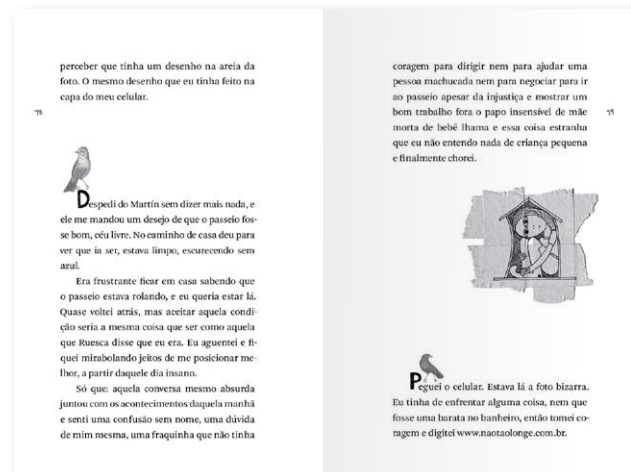 perceber que tinha um desenho na areia da
foto. O mesmo desenho que eu tinha feito na
capa do meu celular.
78
Despedi do Martín sem dizer mais nada, e
ele me mandou um desejo de que o passeio fos-
se bom, céu livre. No caminho de casa deu para
ver que ia ser, estava limpo, escurecendo sem
azul.
Era frustrante ficar em casa sabendo que
o passeio estava rolando, e eu queria estar lá.
Quase voltei atrás, mas aceitar aquela condi-
ção seria a mesma coisa que ser como aquela
que Ruesca disse que eu era. Eu aguentei e fi-
quei mirabolando jeitos de me posicionar me-
lhor, a partir daquele dia insano.
Só que: aquela conversa mesmo absurda
juntou com os acontecimentos daquela manhã
e senti uma confusão sem nome, uma dúvida
de mim mesma, uma fraquinha que não tinha
coragem para dirigir nem para ajudar uma
pessoa machucada nem para negociar para ir
ao passeio apesar da injustiça e mostrar um
bom trabalho fora o papo insensível de mãe
morta de bebê lhama e essa coisa estranha
que eu não entendo nada de criança pequena
e finalmente chorei.
79
Peguei o celular. Estava lá a foto bizarra.
Eu tinha de enfrentar alguma coisa, nem que
fosse uma barata no banheiro, então tomei co-
ragem e digitei www.naotaolonge.com.br.